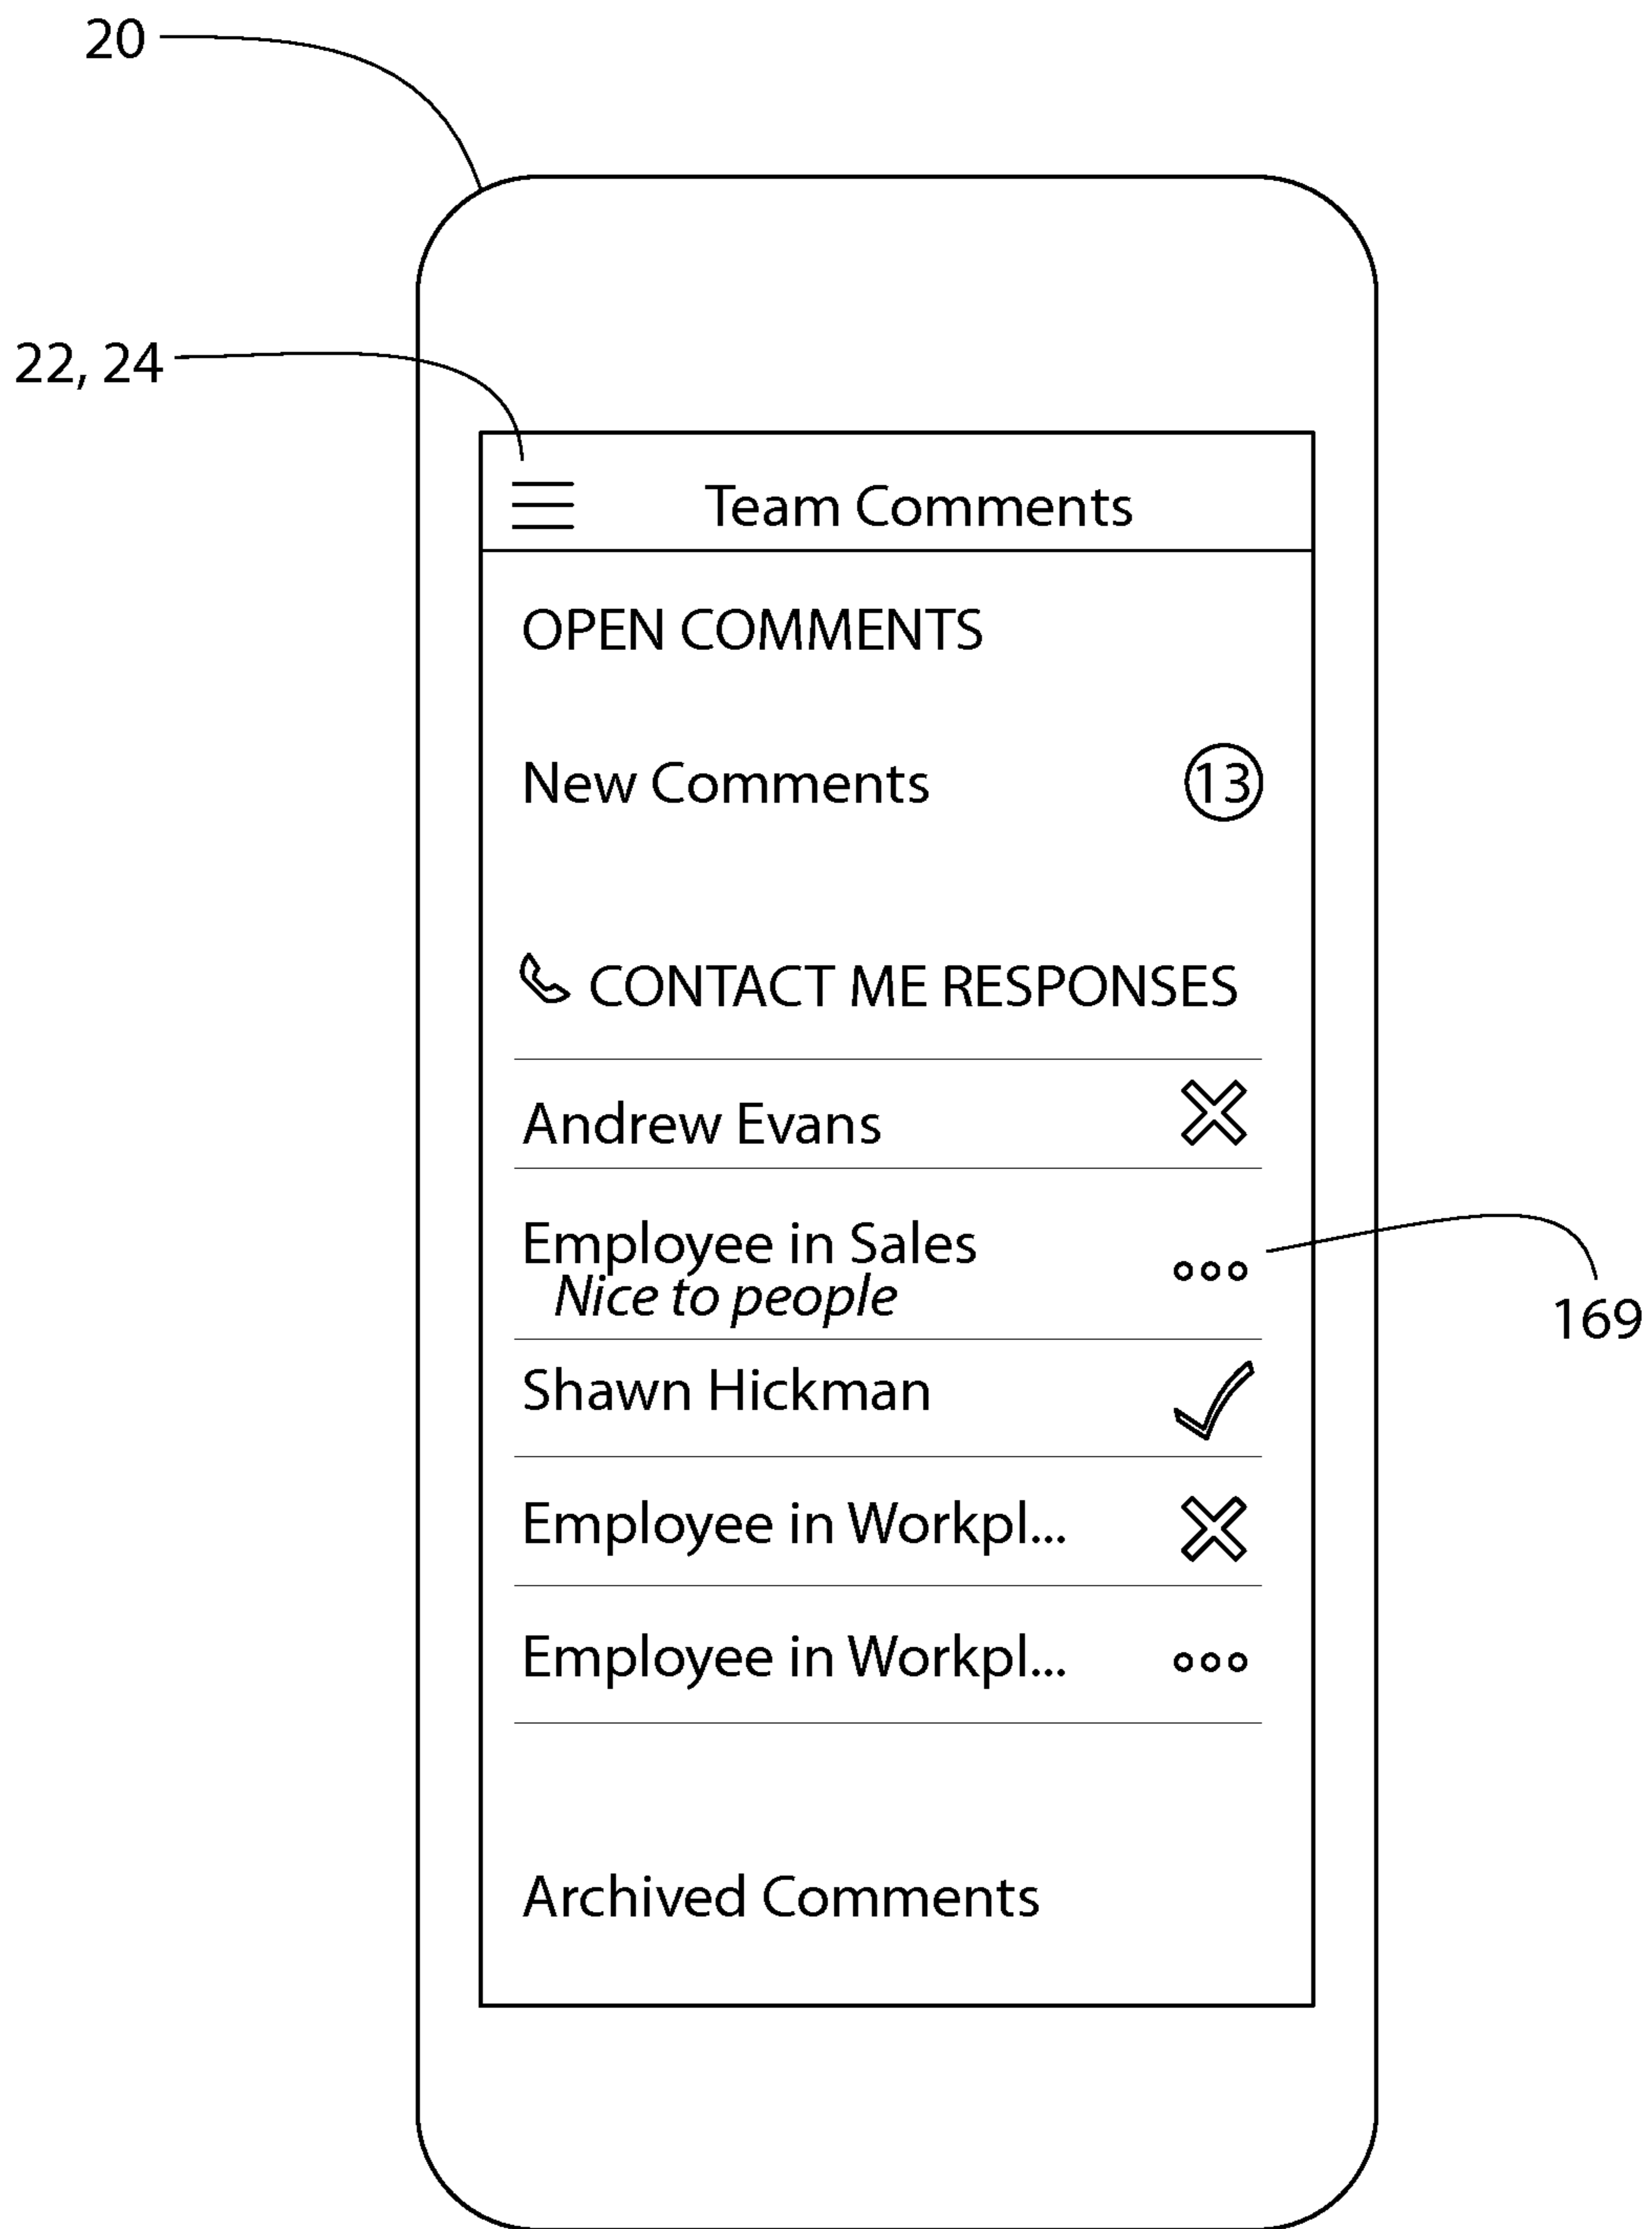 20
22, 24
Team Comments
OPEN COMMENTS
New Comments 13
CONTACT ME RESPONSES
Andrew Evans
Employee in Sales
Nice to people
169
Shawn Hickman
Employee in Workpl...
Employee in Workpl...
Archived Comments